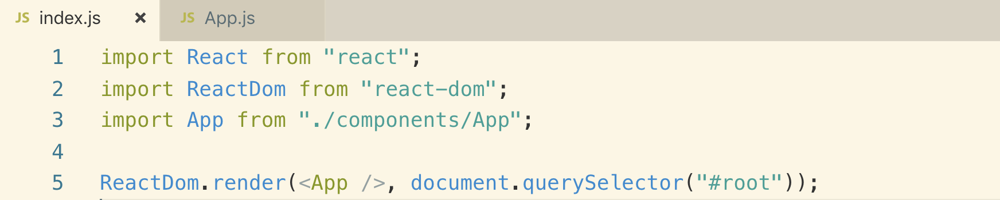 JS index.js × JS App.js
1 import React from "react";
2 import ReactDom from "react-dom";
3 import App from "./components/App";
4
5 ReactDom.render(<App />, document.querySelector("#root"));